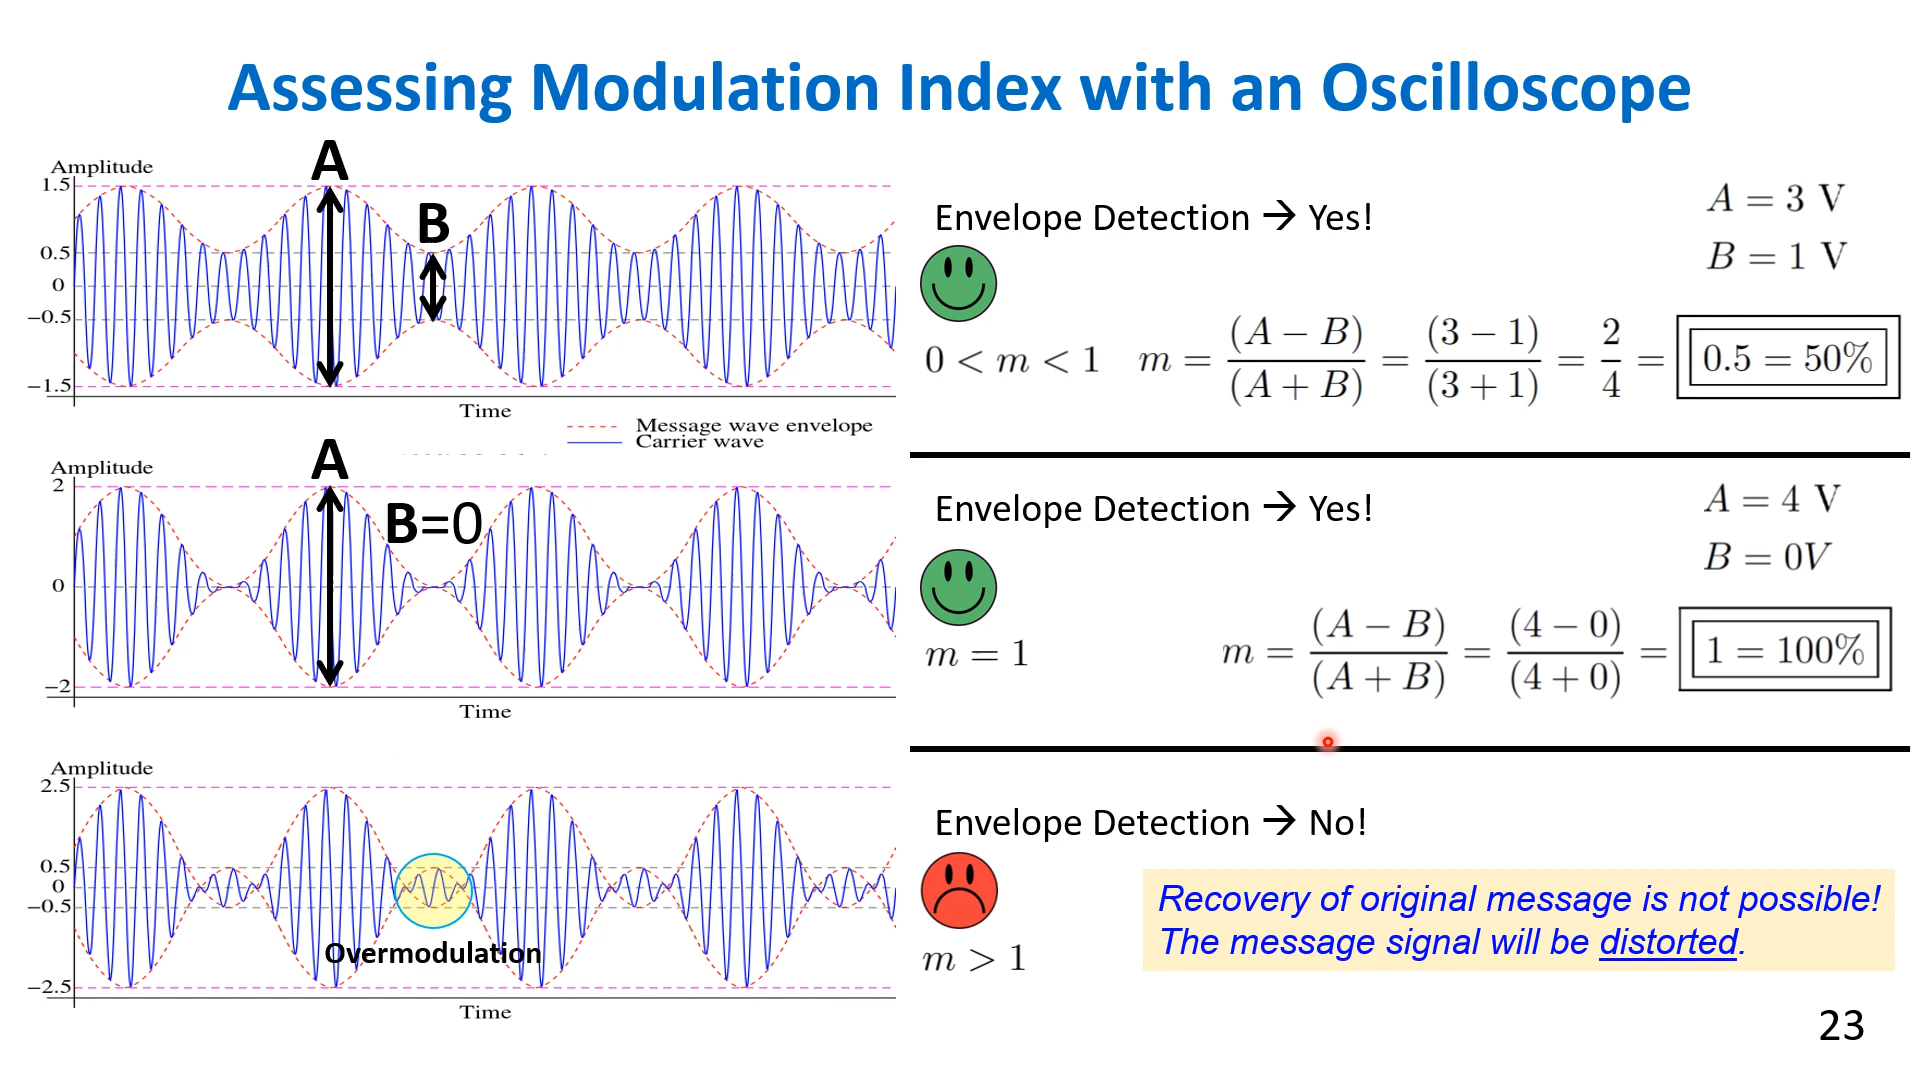 Assessing Modulation Index with an Oscilloscope
Amplitude
A
1.5
B
0.5
0
−0.5
−1.5
Time
Message wave envelope
Carrier wave
Envelope Detection → Yes!
A = 3 V
B = 1 V
0 < m < 1 m = (A − B) / (A + B) = (3 − 1) / (3 + 1) = 2 / 4 = 0.5 = 50%
Amplitude
A
2
B=0
0
−2
Time
Envelope Detection → Yes!
A = 4 V
B = 0V
m = 1 m = (A − B) / (A + B) = (4 − 0) / (4 + 0) = 1 = 100%
Amplitude
2.5
0.5
0
−0.5
Overmodulation
−2.5
Time
Envelope Detection → No!
m > 1
Recovery of original message is not possible!
The message signal will be distorted.
23